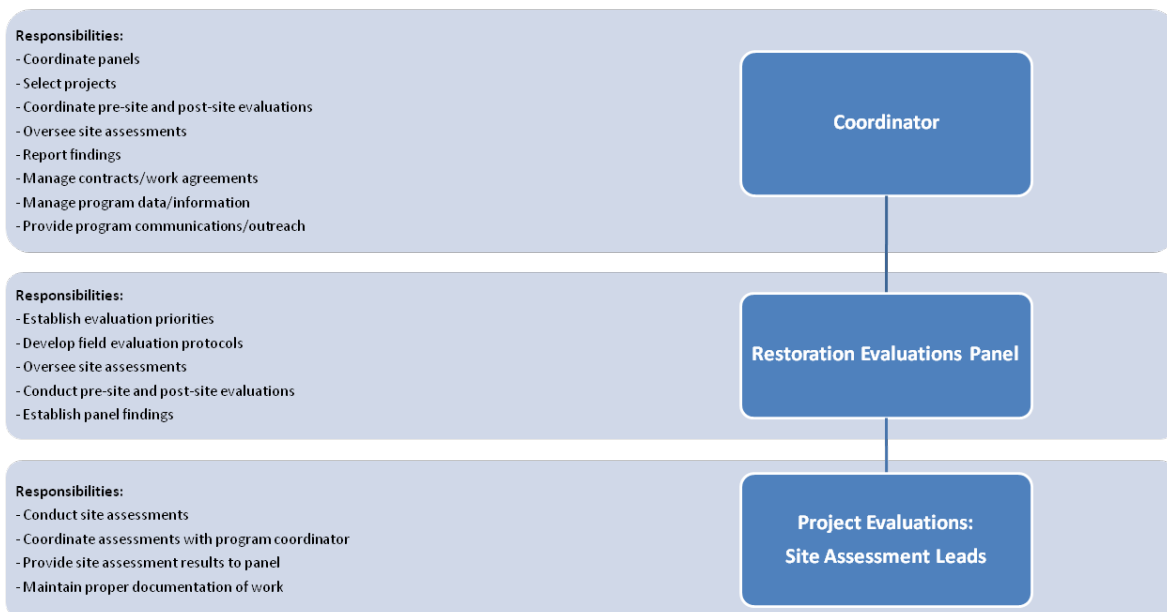 Responsibilities:
- Coordinate panels
- Select projects
- Coordinate pre-site and post-site evaluations
- Oversee site assessments
- Report findings
- Manage contracts/work agreements
- Manage program data/information
- Provide program communications/outreach
Coordinator
Responsibilities:
- Establish evaluation priorities
- Develop field evaluation protocols
- Oversee site assessments
- Conduct pre-site and post-site evaluations
- Establish panel findings
Restoration Evaluations Panel
Responsibilities:
- Conduct site assessments
- Coordinate assessments with program coordinator
- Provide site assessment results to panel
- Maintain proper documentation of work
Project Evaluations:
Site Assessment Leads